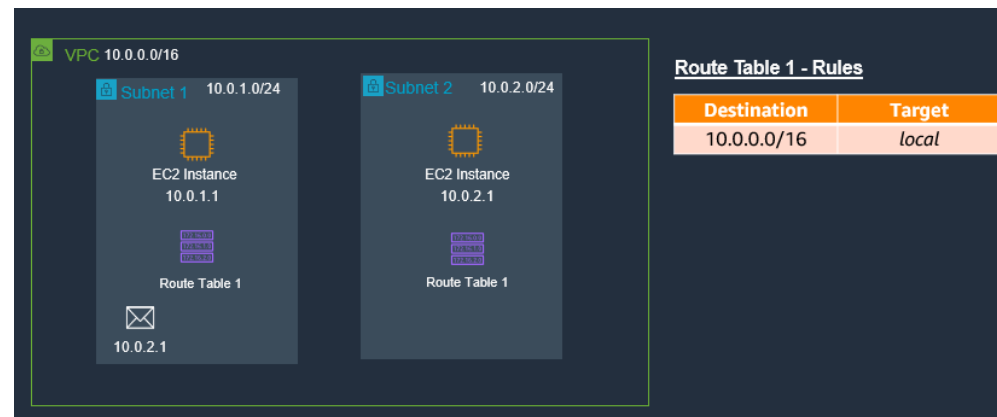 VPC 10.0.0.0/16
Subnet 1 10.0.1.0/24
EC2 Instance
10.0.1.1
Route Table 1
10.0.2.1
Subnet 2 10.0.2.0/24
EC2 Instance
10.0.2.1
Route Table 1
Route Table 1 - Rules
Destination Target
10.0.0.0/16 local